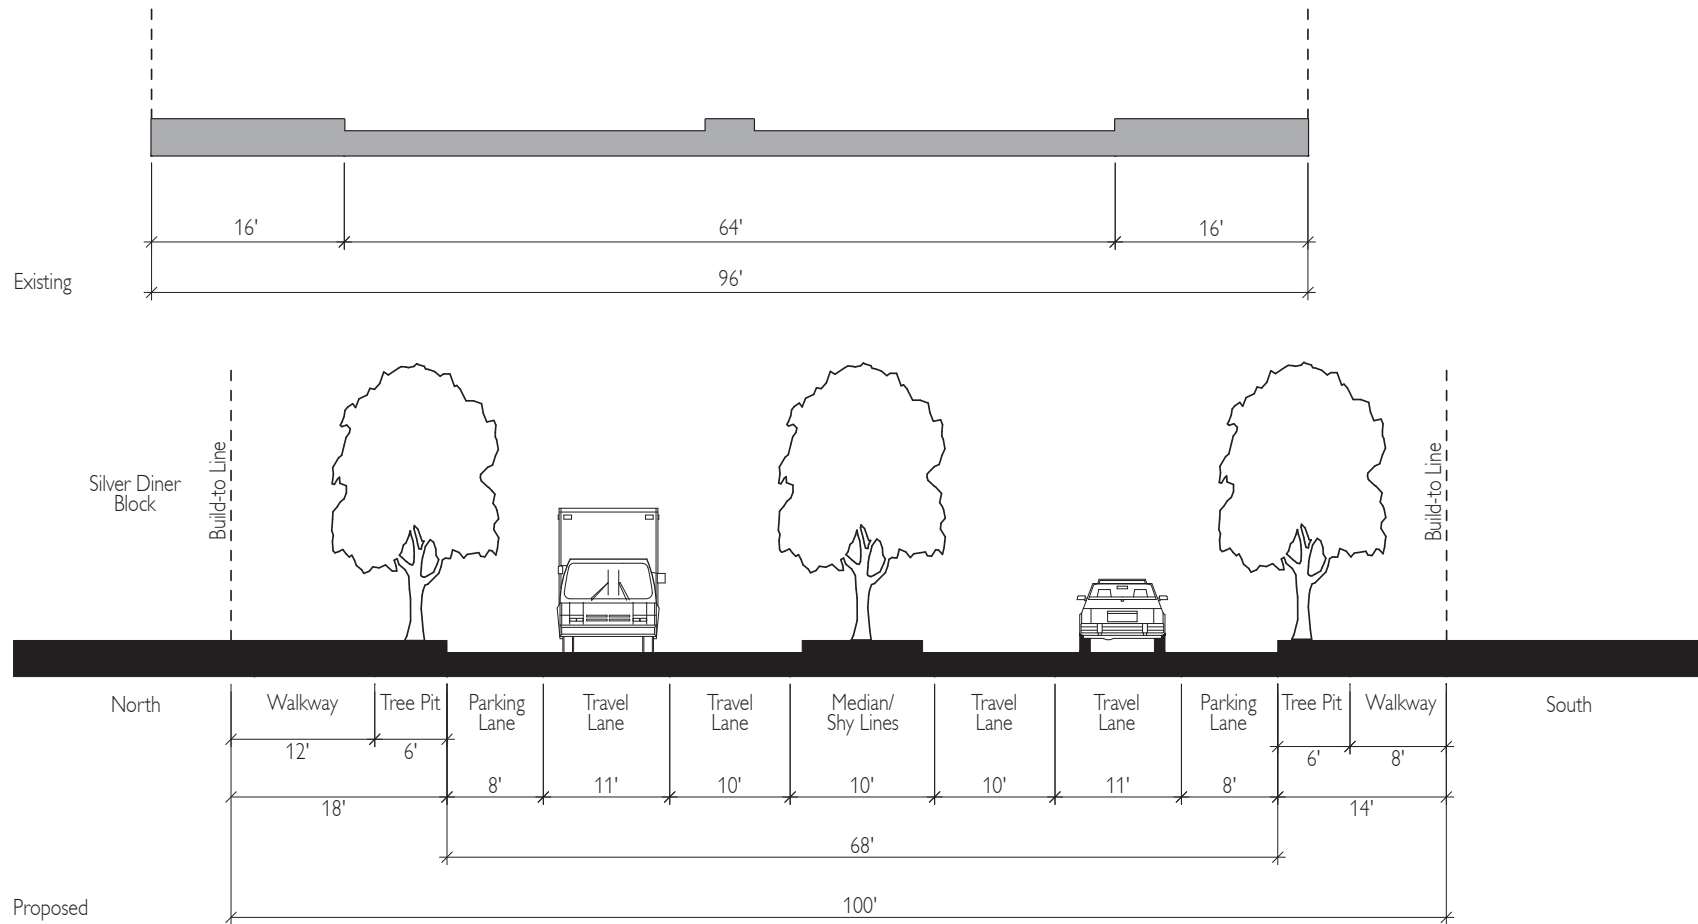 16'
64'
16'
96'
Existing
Silver Diner
Block
Build-to Line
Build-to Line
North
Walkway
Tree Pit
Parking
Lane
Travel
Lane
Travel
Lane
Median/
Shy Lines
Travel
Lane
Travel
Lane
Parking
Lane
Tree Pit
Walkway
South
12'
6'
6'
8'
8'
11'
10'
10'
10'
11'
8'
18'
14'
68'
100'
Proposed